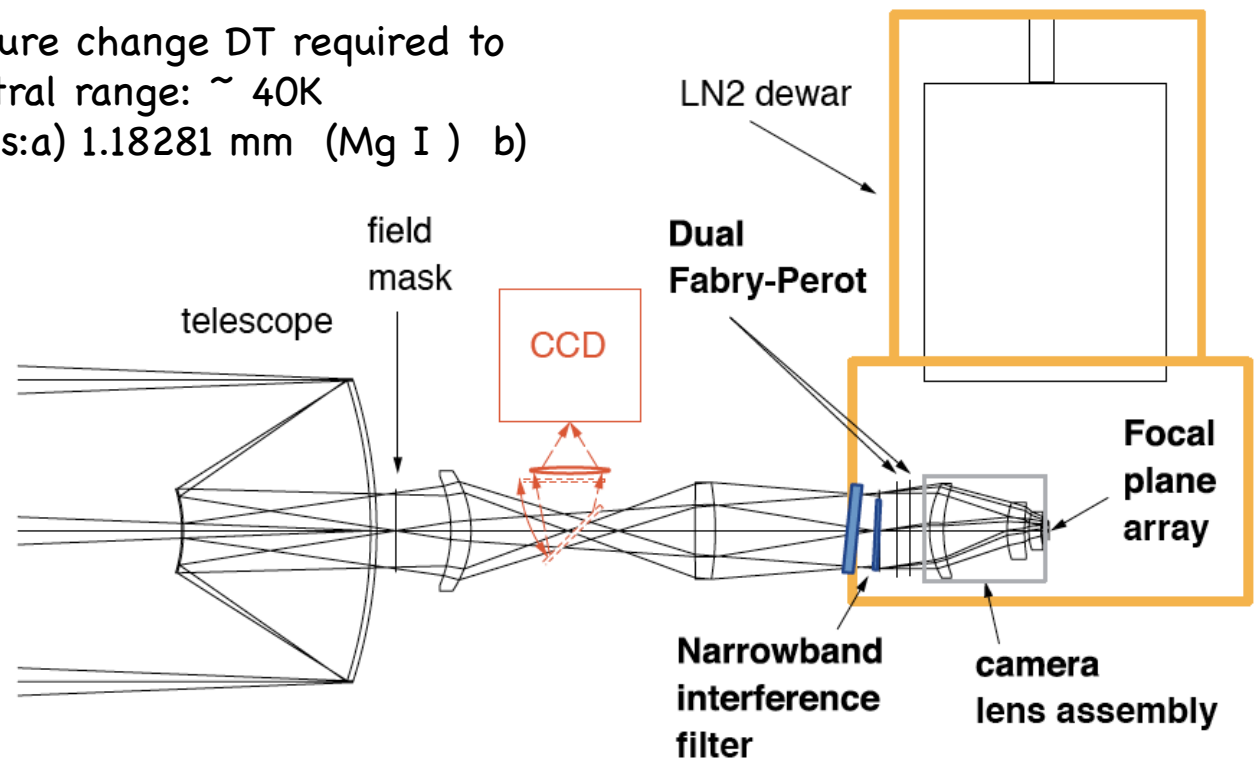 ure change DT required to
tral range: ~ 40K
s:a) 1.18281 mm (Mg I ) b)
LN2 dewar
field
mask
Dual
Fabry-Perot
telescope
CCD
Focal
plane
array
Narrowband
interference
filter
camera
lens assembly